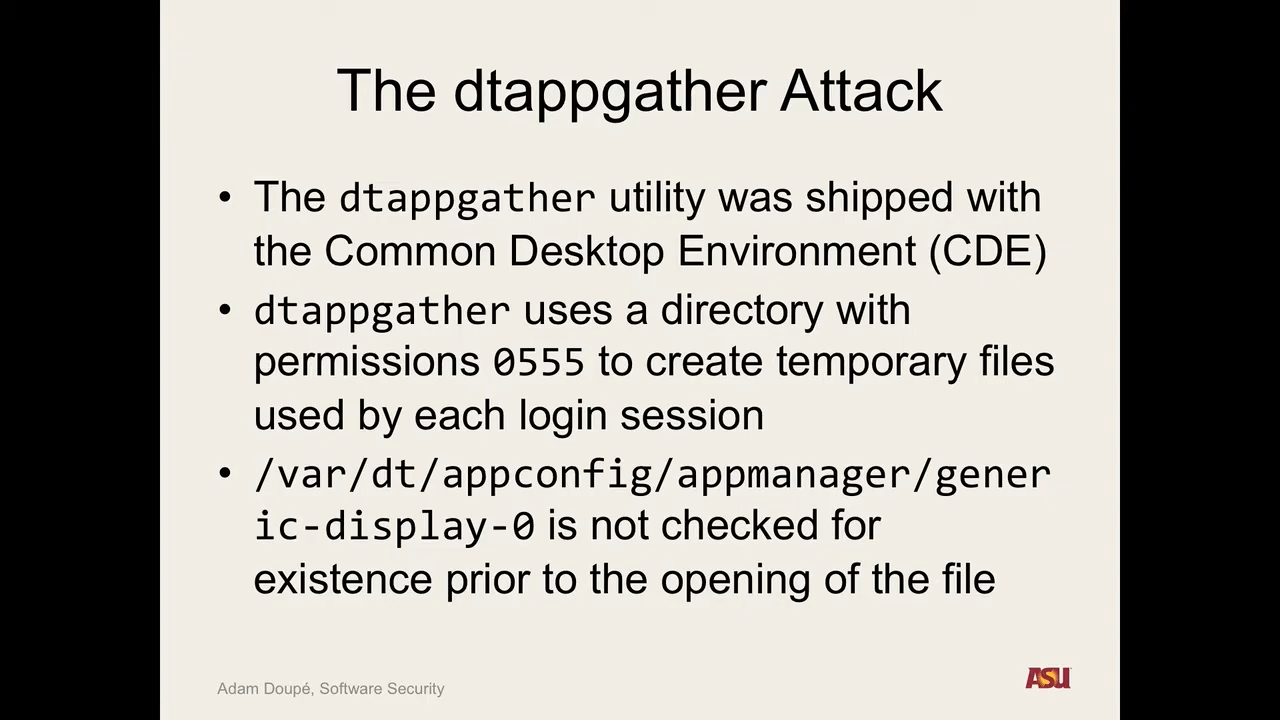 The dtappgather Attack
• The dtappgather utility was shipped with
the Common Desktop Environment (CDE)
• dtappgather uses a directory with
permissions 0555 to create temporary files
used by each login session
• /var/dt/appconfig/appmanager/gener
ic-display-0 is not checked for
existence prior to the opening of the file
Adam Doupé, Software Security
ASU